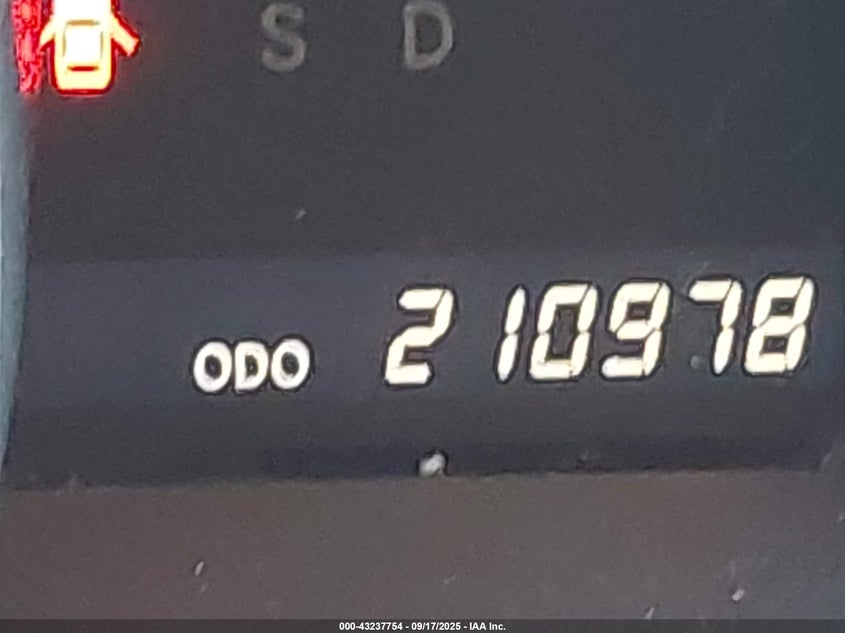 S D
ODO 210978
000-43237754 - 09/17/2025 - IAA Inc.